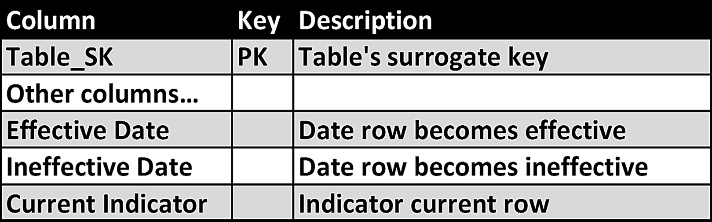 Column Key Description
Table_SK PK Table's surrogate key
Other columns...
Effective Date Date row becomes effective
Ineffective Date Date row becomes ineffective
Current Indicator Indicator current row